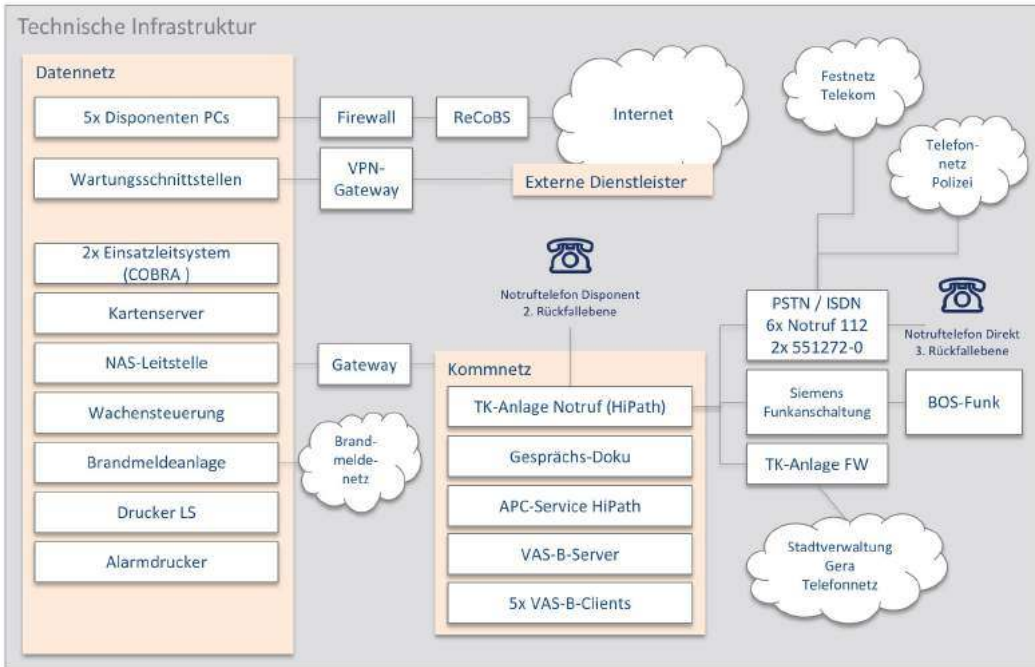 Technische Infrastruktur
Datennetz
5x Disponenten PCs
Wartungsschnittstellen
2x Einsatzleitsystem
(COBRA )
Kartenserver
NAS-Leitstelle
Wachensteuerung
Brandmeldeanlage
Drucker LS
Alarmdrucker
Firewall
ReCoBS
Internet
VPN-
Gateway
Externe Dienstleister
Festnetz
Telekom
Telefon-
netz
Polizei
Notruftelefon Disponent
2. Rückfallebene
Gateway
Brand-
melde-
netz
Kommnetz
TK-Anlage Notruf (HiPath)
Gesprächs-Doku
APC-Service HiPath
VAS-B-Server
5x VAS-B-Clients
PSTN / ISDN
6x Notruf 112
2x 551272-0
Notruftelefon Direkt
3. Rückfallebene
Siemens
Funkanschaltung
BOS-Funk
TK-Anlage FW
Stadtverwaltung
Gera
Telefonnetz